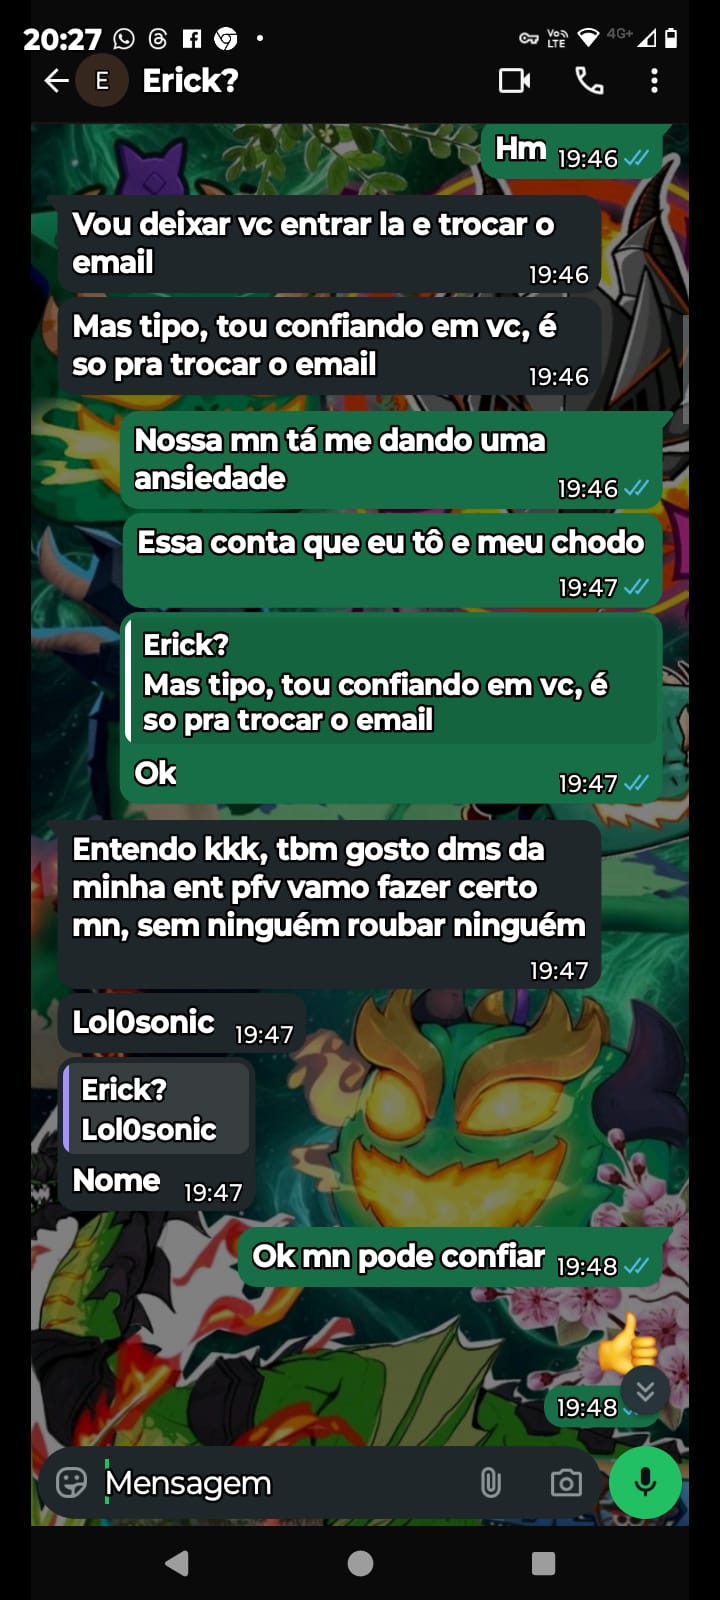 20:27
Vo))
LTE
4G+
E
Erick?
Hm 19:46
Vou deixar vc entrar la e trocar o
email
19:46
Mas tipo, tou confiando em vc, é
so pra trocar o email
19:46
Nossa mn tá me dando uma
ansiedade
19:46
Essa conta que eu tô e meu chodo
19:47
Erick?
Mas tipo, tou confiando em vc, é
so pra trocar o email
Ok
19:47
Entendo kkk, tbm gosto dms da
minha ent pfv vamo fazer certo
mn, sem ninguém roubar ninguém
19:47
Lol0sonic 19:47
Erick?
Lol0sonic
Nome 19:47
Ok mn pode confiar 19:48
19:48
Mensagem